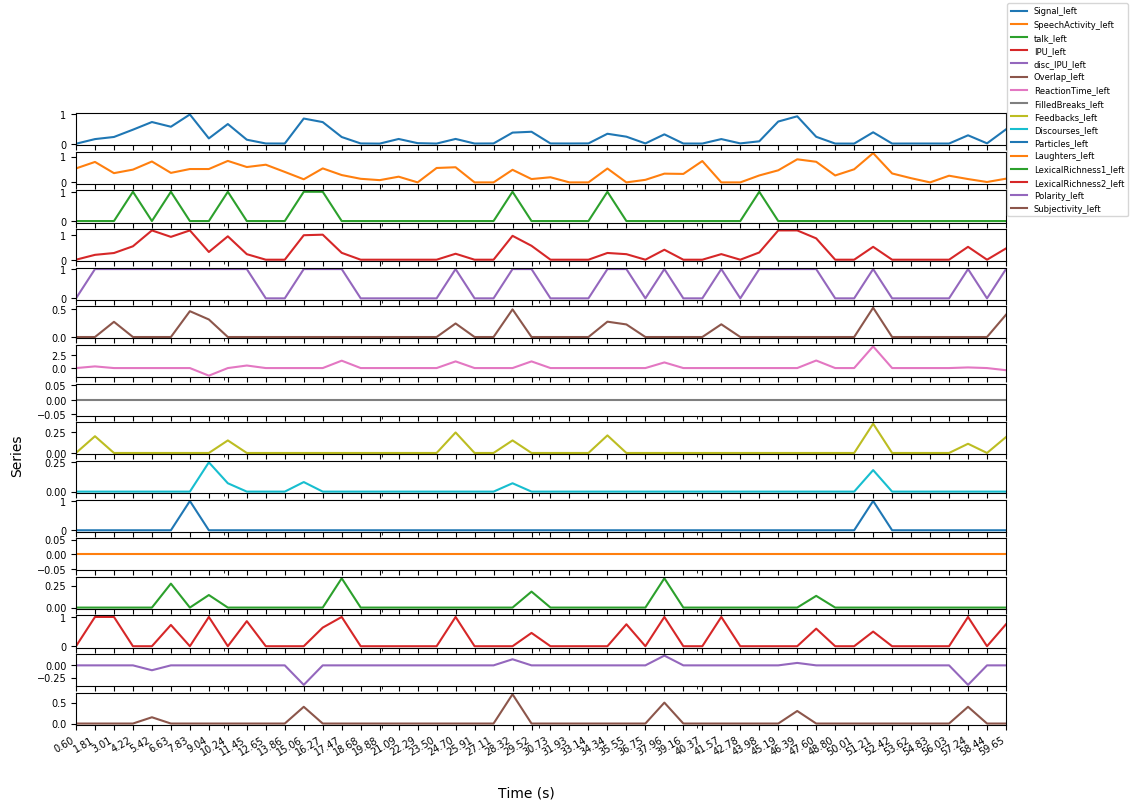 Signal_left
SpeechActivity_left
talk_left
IPU_left
disc_IPU_left
Overlap_left
ReactionTime_left
FilledBreaks_left
Feedbacks_left
Discourses_left
Particles_left
Laughters_left
LexicalRichness1_left
LexicalRichness2_left
Polarity_left
Subjectivity_left
1
0
1
0
1
0
1
0
1
0
0.5
0.0
2.5
0.0
0.05
0.00
−0.05
0.25
0.00
0.25
0.00
1
0
0.05
0.00
−0.05
0.25
0.00
1
0
0.00
−0.25
0.5
0.0
Series
0.60 1.81 3.01 4.22 5.42 6.63 7.83 9.04 10.24 11.45 12.65 13.86 15.06 16.27 17.47 18.68 19.88 21.09 22.29 23.50 24.70 25.91 27.11 28.32 29.52 30.73 31.93 33.14 34.34 35.55 36.75 37.96 39.16 40.37 41.57 42.78 43.98 45.19 46.39 47.60 48.80 50.01 51.21 52.42 53.62 54.83 56.03 57.24 58.44 59.65
Time (s)